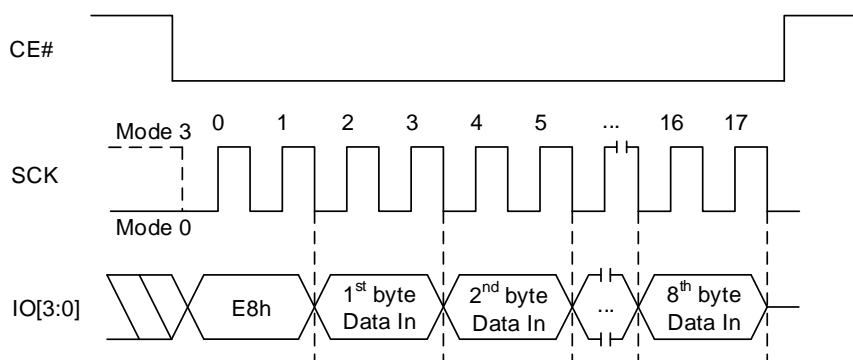 CE#
Mode 3
0 1 2 3 4 5 ... 16 17
SCK
Mode 0
IO[3:0]
E8h
1st byte
Data In
2nd byte
Data In
...
8th byte
Data In